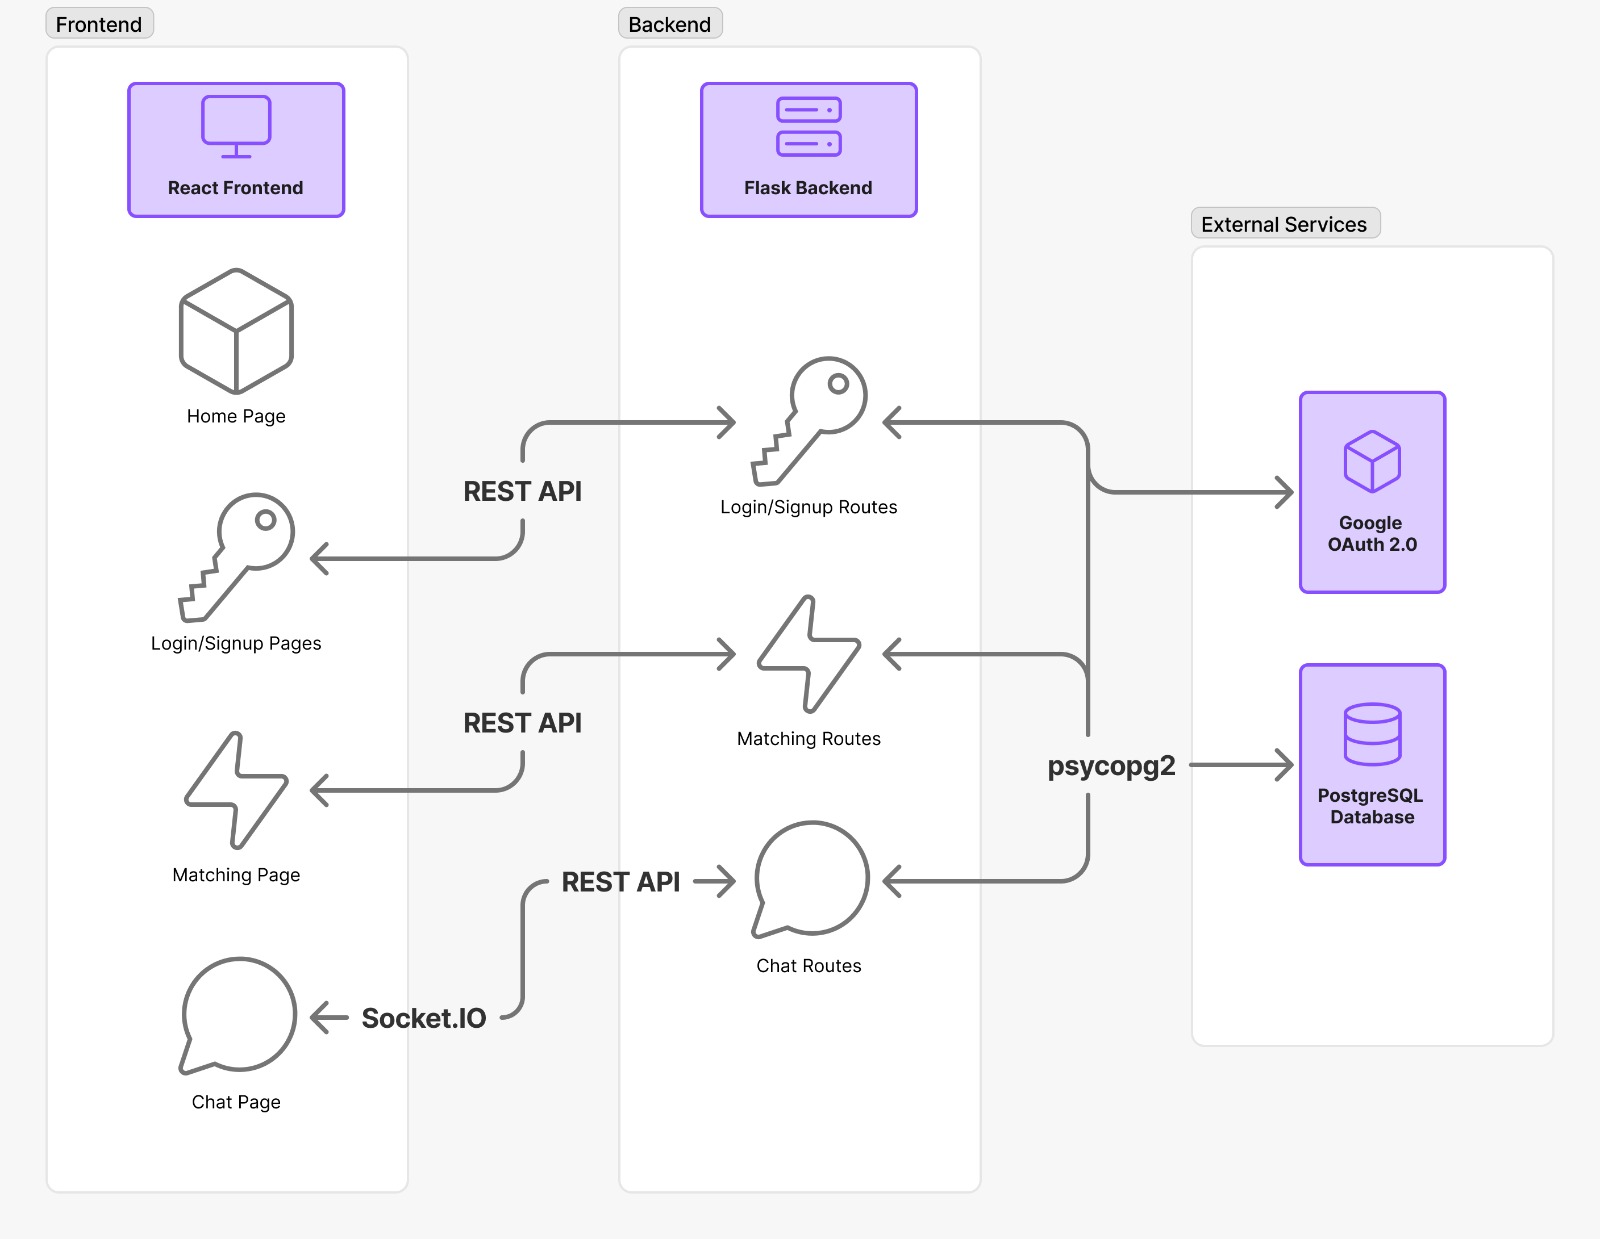 Frontend
React Frontend
Home Page
Login/Signup Pages
Matching Page
Chat Page
REST API
REST API
REST API
Socket.IO
Backend
Flask Backend
Login/Signup Routes
Matching Routes
Chat Routes
psycopg2
External Services
Google
OAuth 2.0
PostgreSQL
Database